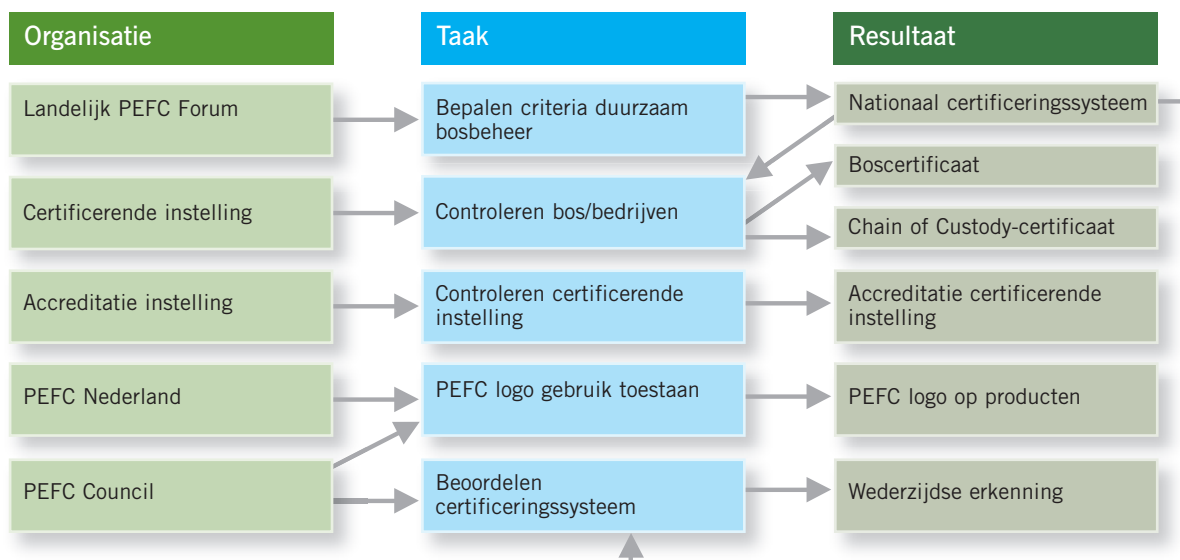 Organisatie
Taak
Resultaat
Landelijk PEFC Forum
Bepalen criteria duurzaam
bosbeheer
Nationaal certificeringssysteem
Boscertificaat
Certificerende instelling
Controleren bos/bedrijven
Chain of Custody-certificaat
Accreditatie instelling
Controleren certificerende
instelling
Accreditatie certificerende
instelling
PEFC Nederland
PEFC logo gebruik toestaan
PEFC logo op producten
PEFC Council
Beoordelen
certificeringssysteem
Wederzijdse erkenning